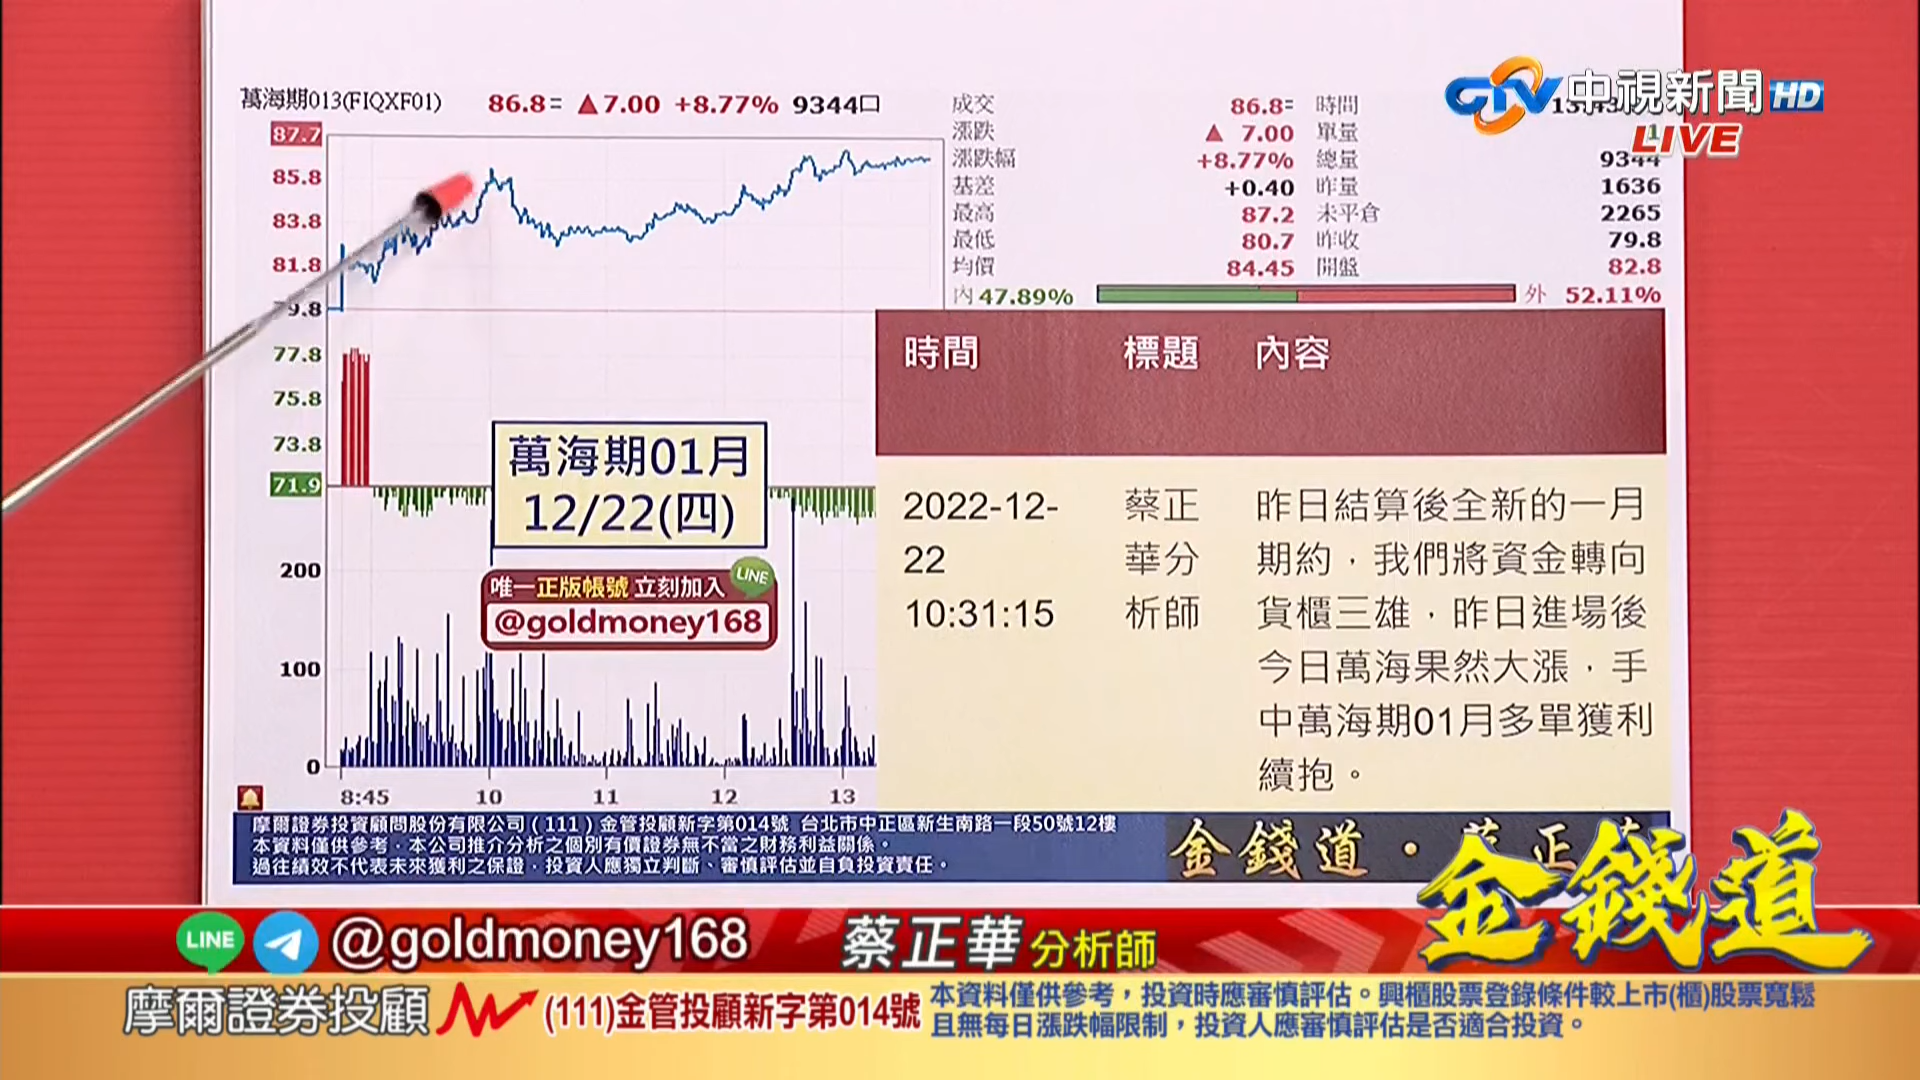 萬海期013(FIQXF01)
86.8= ▲7.00 +8.77% 9344口
87.7
85.8
83.8
81.8
79.8
77.8
75.8
73.8
71.9
200
100
0
8:45 10 11 12 13
成交 86.8= 時間
漲跌 ▲ 7.00 單量
漲跌幅 +8.77% 總量 9344
基差 +0.40 昨量 1636
最高 87.2 未平倉 2265
最低 80.7 昨收 79.8
均價 84.45 開盤 82.8
內 47.89% 外 52.11%
CTV中視新聞HD
LIVE
萬海期01月
12/22(四)
唯一正版帳號 立刻加入 LINE
@goldmoney168
時間 標題 內容
2022-12- 蔡正 昨日結算後全新的一月
22 華分 期約，我們將資金轉向
10:31:15 析師 貨櫃三雄，昨日進場後
今日萬海果然大漲，手
中萬海期01月多單獲利
續抱。
摩爾證券投資顧問股份有限公司(111)金管投顧新字第014號 台北市中正區新生南路一段50號12樓
本資料僅供參考，本公司推介分析之個別有價證券無不當之財務利益關係。
過往績效不代表未來獲利之保證，投資人應獨立判斷、審慎評估並自負投資責任。
金錢道・蔡正
金錢道
LINE @goldmoney168 蔡正華 分析師
摩爾證券投顧 (111)金管投顧新字第014號
本資料僅供參考，投資時應審慎評估。興櫃股票登錄條件較上市(櫃)股票寬鬆
且無每日漲跌幅限制，投資人應審慎評估是否適合投資。